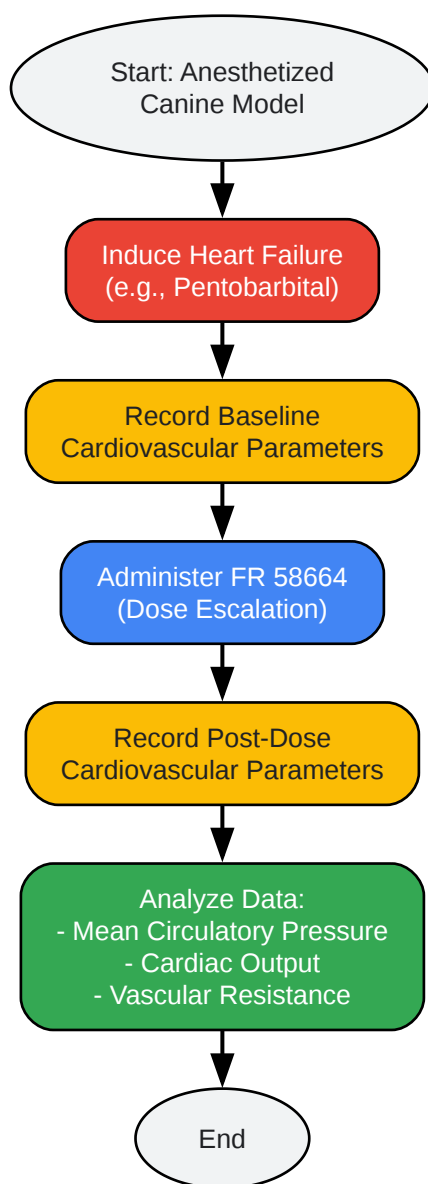 Start: Anesthetized
Canine Model
Induce Heart Failure
(e.g., Pentobarbital)
Record Baseline
Cardiovascular Parameters
Administer FR 58664
(Dose Escalation)
Record Post-Dose
Cardiovascular Parameters
Analyze Data:
- Mean Circulatory Pressure
- Cardiac Output
- Vascular Resistance
End